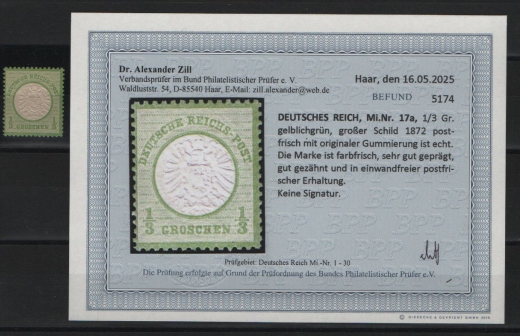 Dr. Alexander Zill
Verbandsprüfer im Bund Philatelistischer Prüfer e. V.
Waldluststr. 54, D-85540 Haar, E-Mail: zill.alexander@web.de
Haar, den 16.05.2025
BEFUND 5174
DEUTSCHES REICH, Mi.Nr. 17a, 1/3 Gr.
gelblichgrün, großer Schild 1872 post-
frisch mit originaler Gummierung ist echt.
Die Marke ist farbfrisch, sehr gut geprägt,
gut gezähnt und in einwandfreier postfri-
scher Erhaltung.
Keine Signatur.
DEUTSCHE REICHS-POST
1/3 1/3
GROSCHEN
Prüfgebiet: Deutsches Reich Mi.-Nr. 1 - 30
Die Prüfung erfolgte auf Grund der Prüfordnung des Bundes Philatelistischer Prüfer e.V.